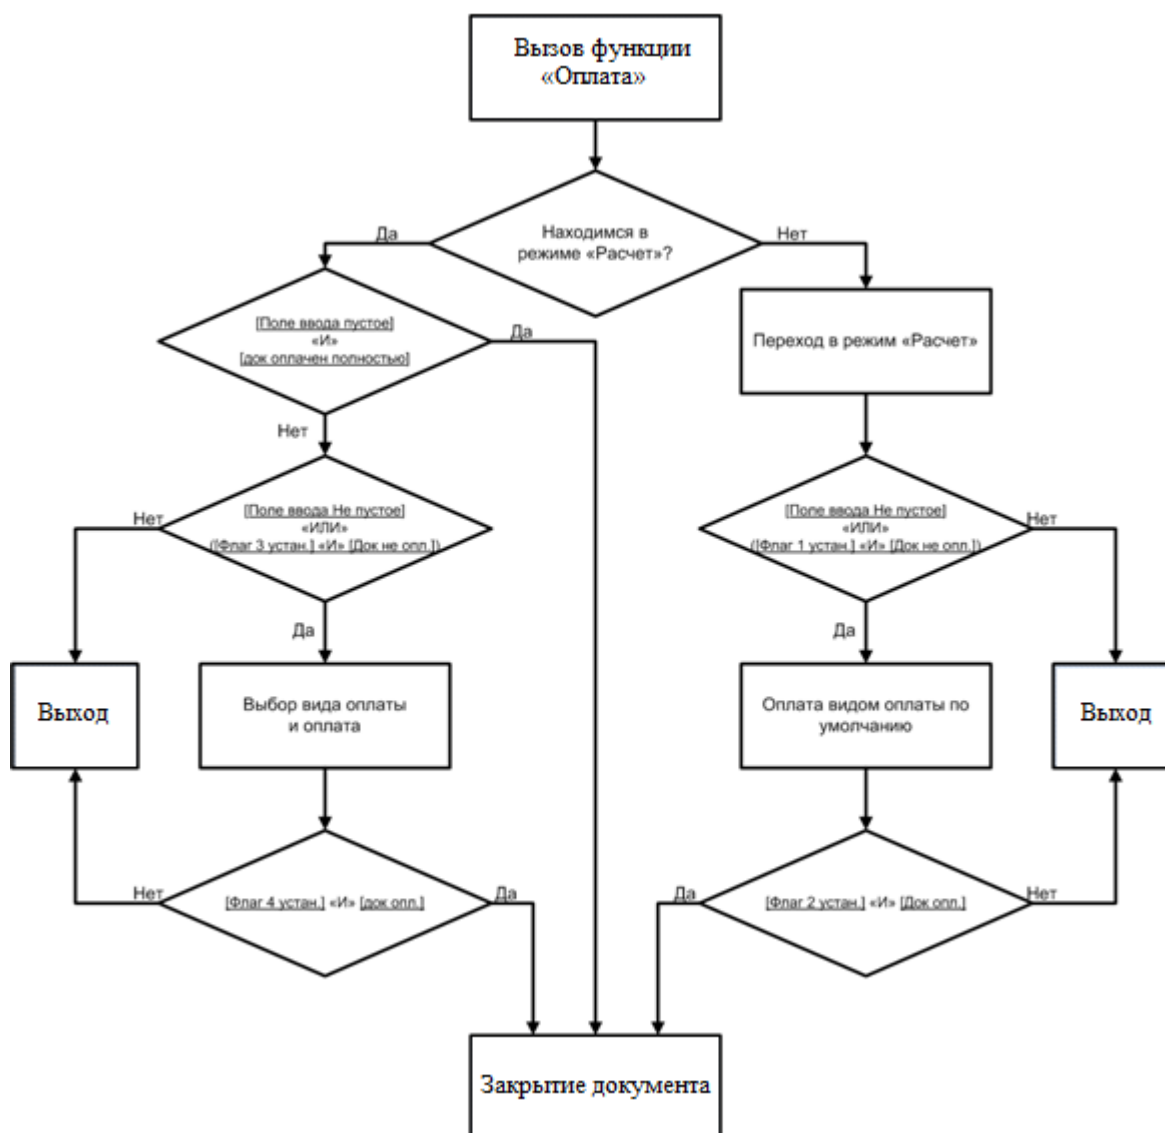 Вызов функции
«Оплата»
Находимся в
режиме «Расчет»?
Да
Нет
[Поле ввода пустое]
«И»
[док оплачен полностью]
Да
Переход в режим «Расчет»
Нет
[Поле ввода Не пустое]
«ИЛИ»
([Флаг 3 устан.] «И» [Док не опл.])
Нет
[Поле ввода Не пустое]
«ИЛИ»
([Флаг 1 устан.] «И» [Док не опл.])
Нет
Да
Да
Выход
Выбор вида оплаты
и оплата
Оплата видом оплаты по
умолчанию
Выход
Нет
[Флаг 4 устан.] «И» [док опл.]
Да
Да
[Флаг 2 устан.] «И» [Док опл.]
Нет
Закрытие документа